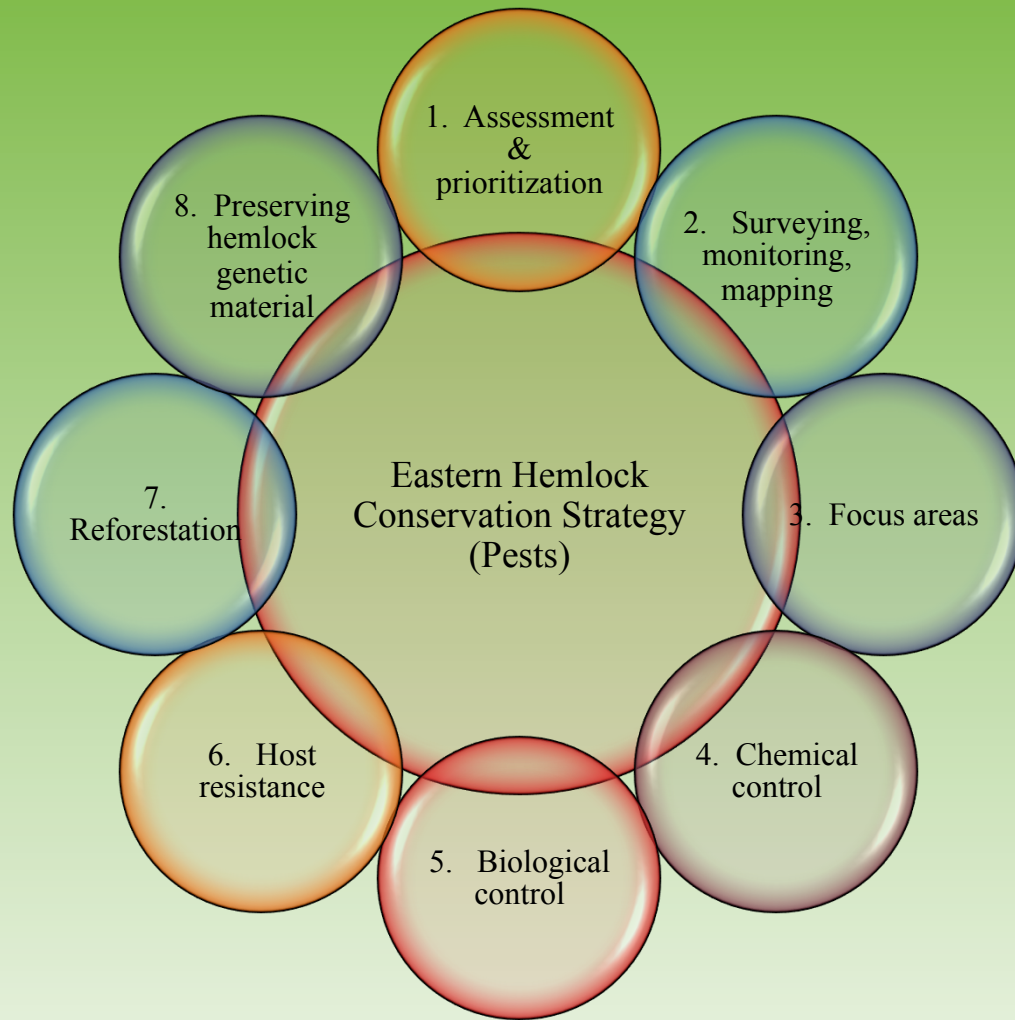 1. Assessment
&
prioritization
2. Surveying,
monitoring,
mapping
3. Focus areas
4. Chemical
control
5. Biological
control
6. Host
resistance
7.
Reforestation
8. Preserving
hemlock
genetic
material
Eastern Hemlock
Conservation Strategy
(Pests)